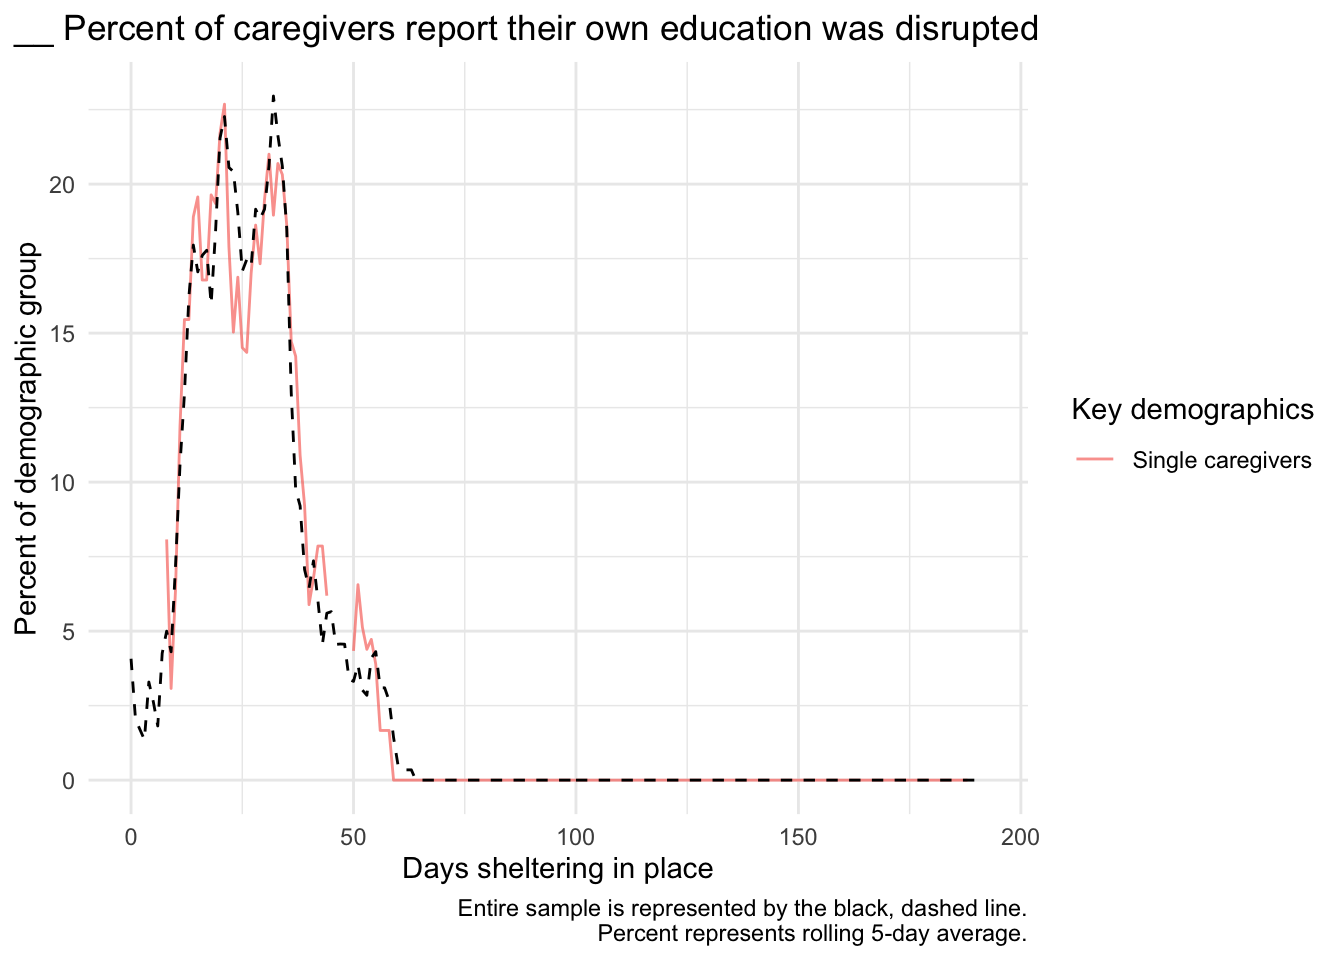 __ Percent of caregivers report their own education was disrupted
Percent of demographic group
20
15
10
5
0
0 50 100 150 200
Days sheltering in place
Key demographics
Single caregivers
Entire sample is represented by the black, dashed line.
Percent represents rolling 5-day average.